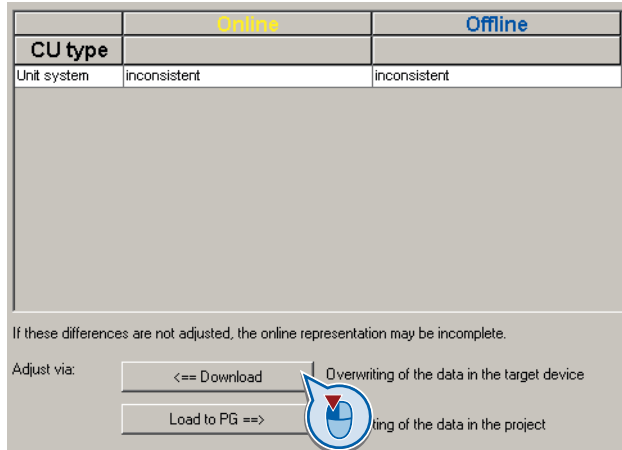 Online Offline
CU type
Unit system inconsistent inconsistent
If these differences are not adjusted, the online representation may be incomplete.
Adjust via: <== Download Overwriting of the data in the target device
Load to PG ==> ting of the data in the project